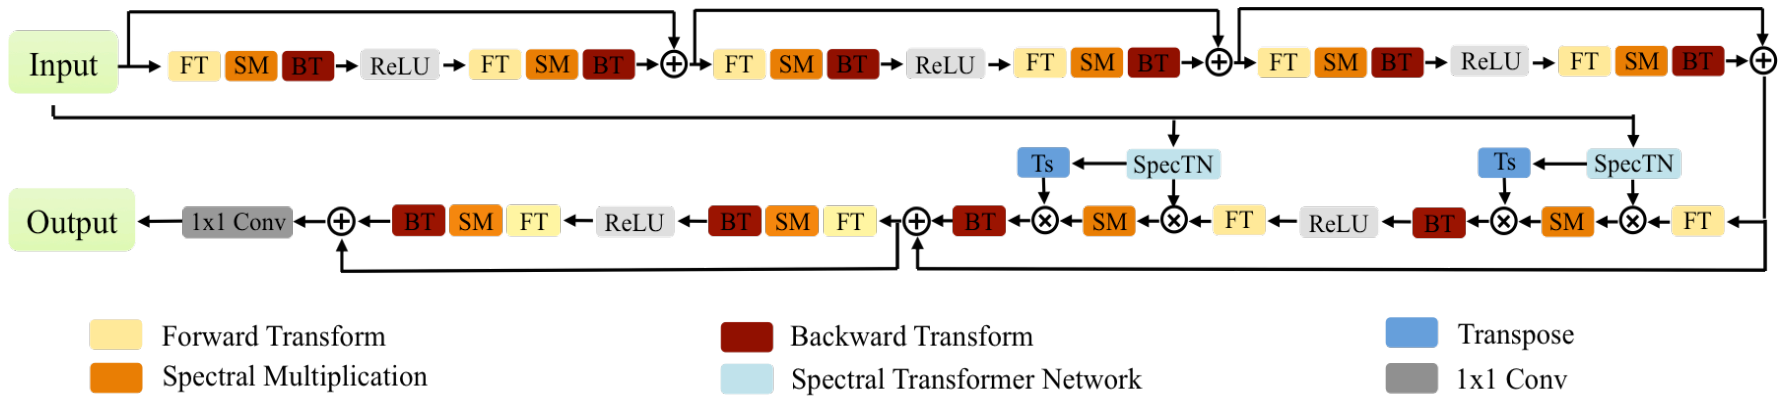 Input FT SM BT ReLU FT SM BT + FT SM BT ReLU FT SM BT + FT SM BT ReLU FT SM BT +
Ts SpecTN Ts SpecTN
Output 1x1 Conv + BT SM FT ReLU BT SM FT + BT × SM × FT ReLU BT × SM × FT
Forward Transform Backward Transform Transpose
Spectral Multiplication Spectral Transformer Network 1x1 Conv